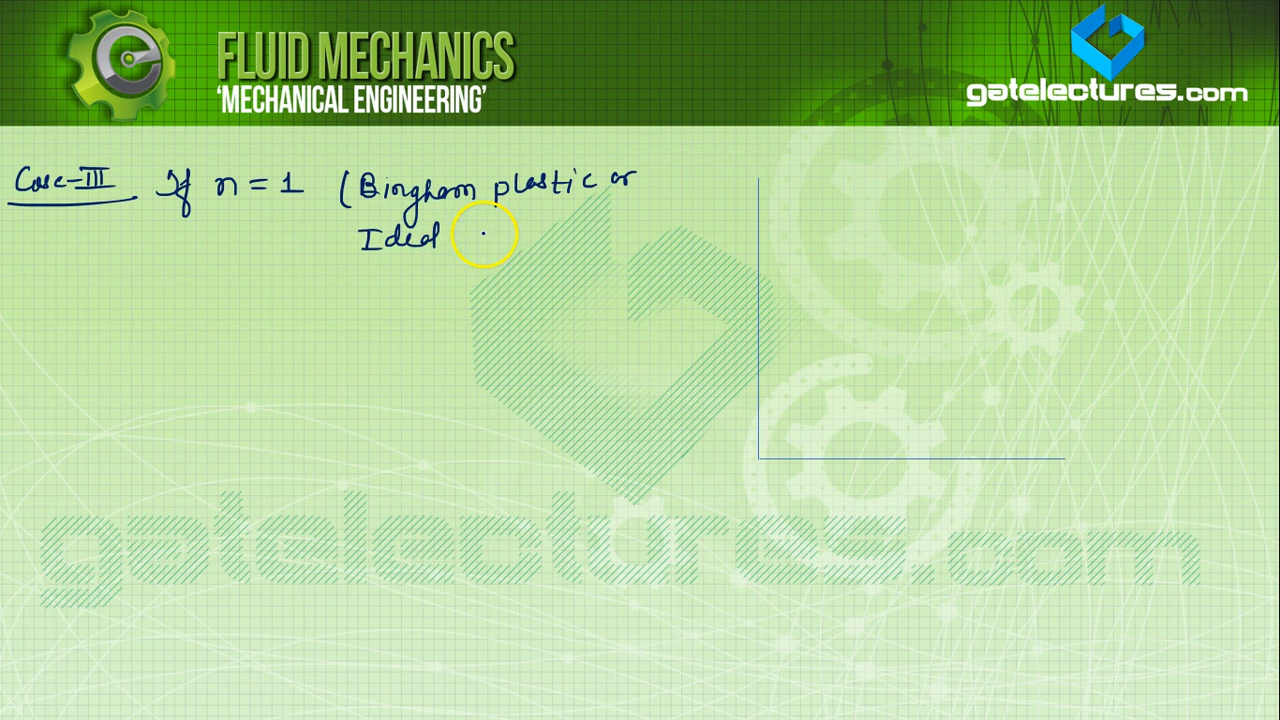 FLUID MECHANICS
'MECHANICAL ENGINEERING'
gatelectures.com
Case-III If n = 1 (Bingham plastic or
Ideal
gatelectures.com